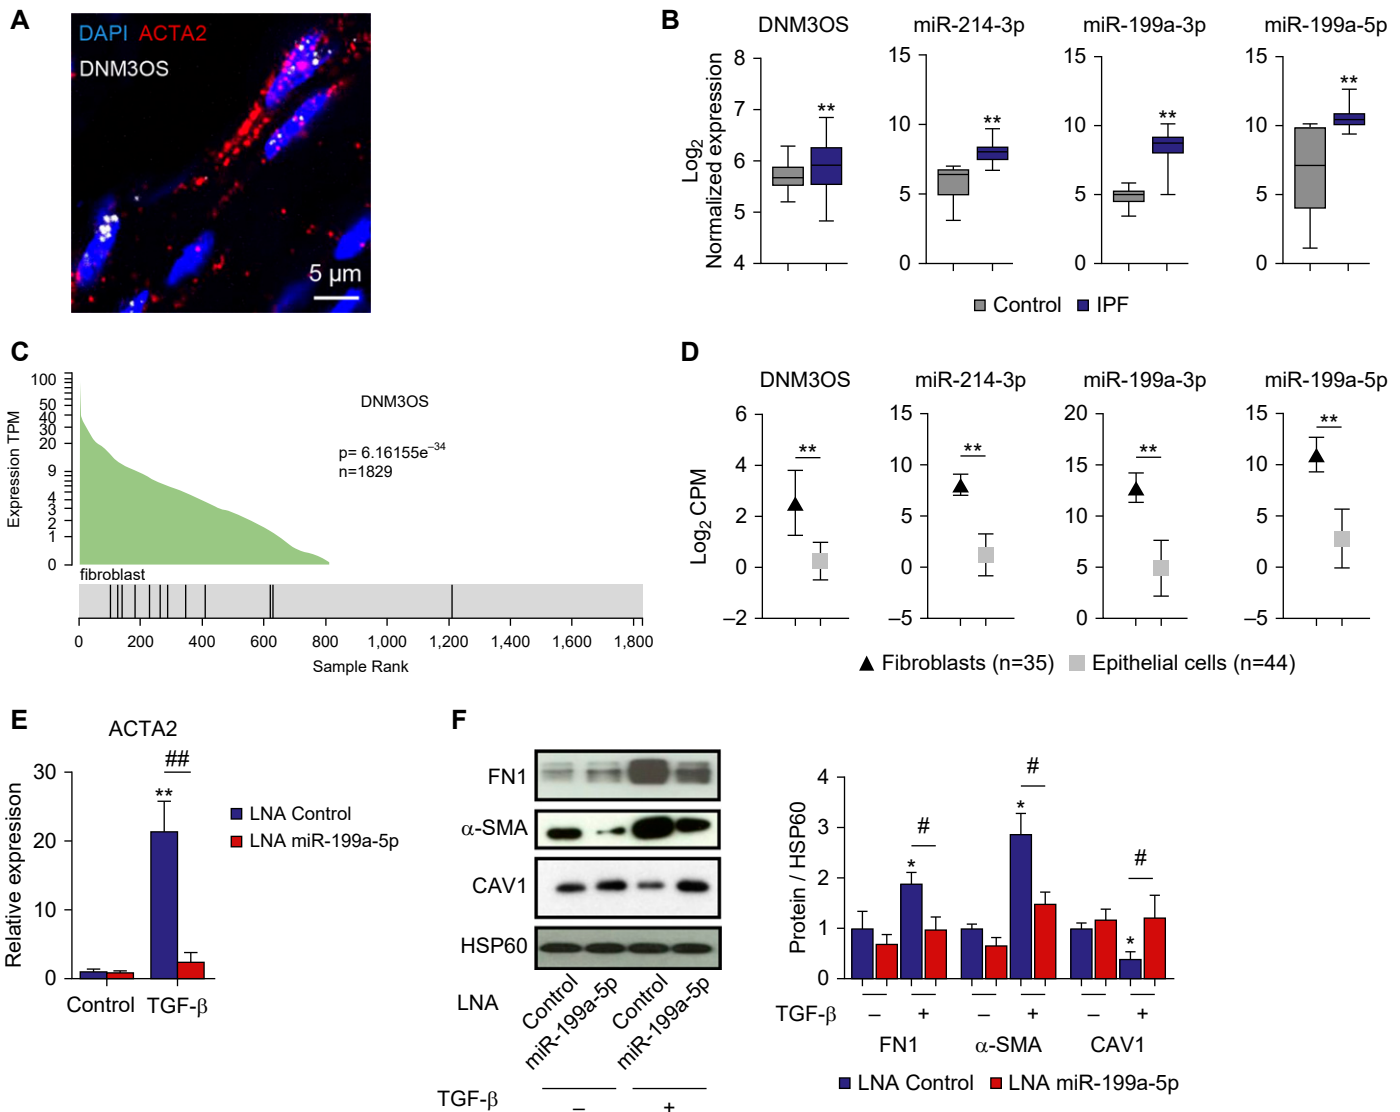 A
DAPI ACTA2
DNM3OS
5 µm
B
DNM3OS
miR-214-3p
miR-199a-3p
miR-199a-5p
Log2
Normalized expression
8
7
6
5
4
**
15
10
5
0
**
15
10
5
0
**
15
10
5
0
**
Control
IPF
C
Expression TPM
100
50
40
30
20
9
4
3
2
1
0
DNM3OS
p= 6.16155e–34
n=1829
fibroblast
0 200 400 600 800 1,000 1,200 1,400 1,600 1,800
Sample Rank
D
DNM3OS
miR-214-3p
miR-199a-3p
miR-199a-5p
Log2 CPM
6
4
2
0
–2
**
15
10
5
0
–5
**
20
15
10
5
0
**
15
10
5
0
–5
**
Fibroblasts (n=35)
Epithelial cells (n=44)
E
ACTA2
Relative expresison
30
20
10
0
##
**
Control TGF-β
LNA Control
LNA miR-199a-5p
F
FN1
α-SMA
CAV1
HSP60
LNA
Control
miR-199a-5p
Control
miR-199a-5p
TGF-β
– +
Protein / HSP60
4
3
2
1
0
* # * # * #
TGF-β – + – + – +
FN1 α-SMA CAV1
LNA Control
LNA miR-199a-5p